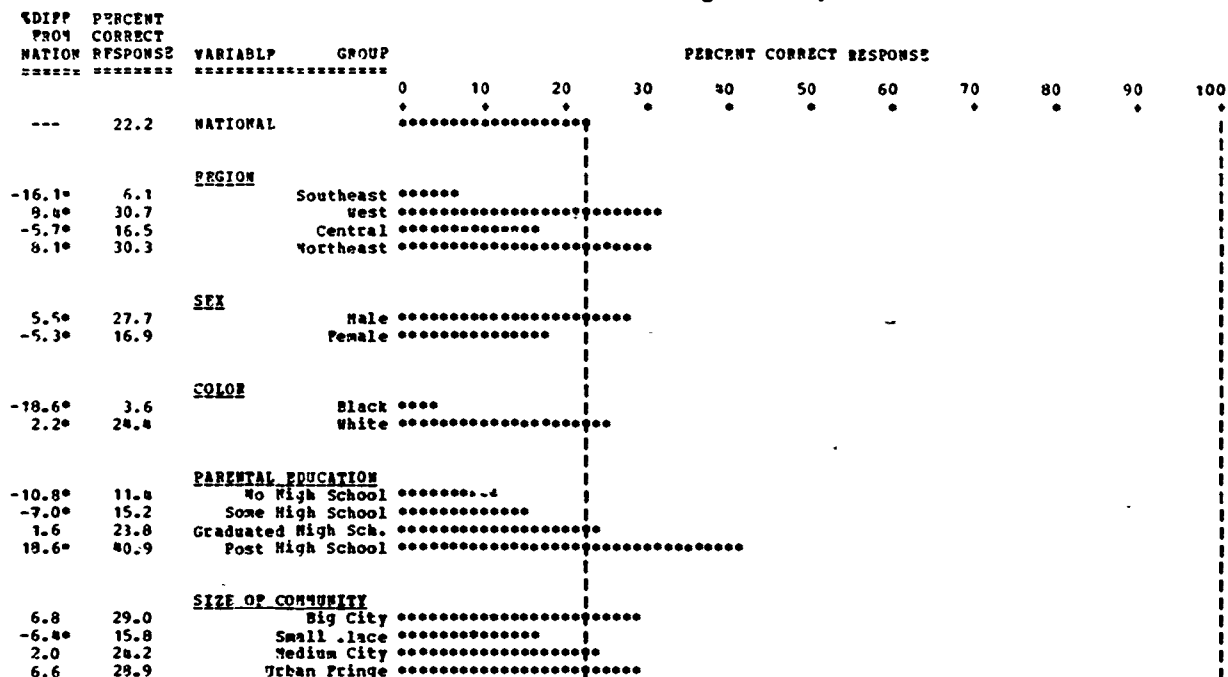 %DIFF PERCENT
FROM CORRECT
NATION RESPONSE VARIABLE GROUP PERCENT CORRECT RESPONSE
====== ======== ====================
0 10 20 30 40 50 60 70 80 90 100
--- 22.2 NATIONAL
REGION
-16.1* 6.1 Southeast
8.4* 30.7 West
-5.7* 16.5 Central
8.1* 30.3 Northeast
SEX
5.5* 27.7 Male
-5.3* 16.9 Female
COLOR
-18.6* 3.6 Black
2.2* 24.4 White
PARENTAL EDUCATION
-10.8* 11.4 No High School
-7.0* 15.2 Some High School
1.6 23.8 Graduated High Sch.
18.6* 40.9 Post High School
SIZE OF COMMUNITY
6.8 29.0 Big City
-6.4* 15.8 Small
2.0 24.2 Medium City
6.6 28.9 Urban Fringe